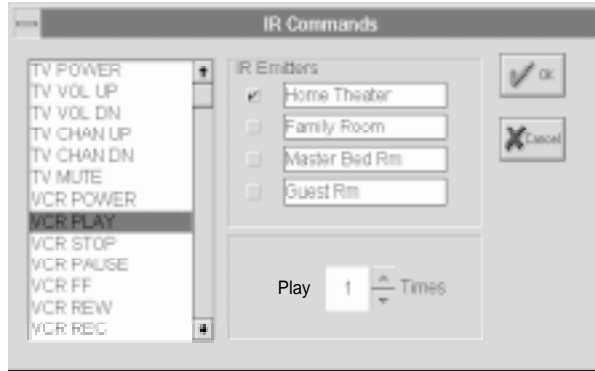 IR Commands
TV POWER
TV VOL UP
TV VOL DN
TV CHAN UP
TV CHAN DN
TV MUTE
VCR POWER
VCR PLAY
VCR STOP
VCR PAUSE
VCR FF
VCR REW
VCR REC
IR Emitters
Home Theater
Family Room
Master Bed Rm
Guest Rm
Play 1 Times
OK
Cancel